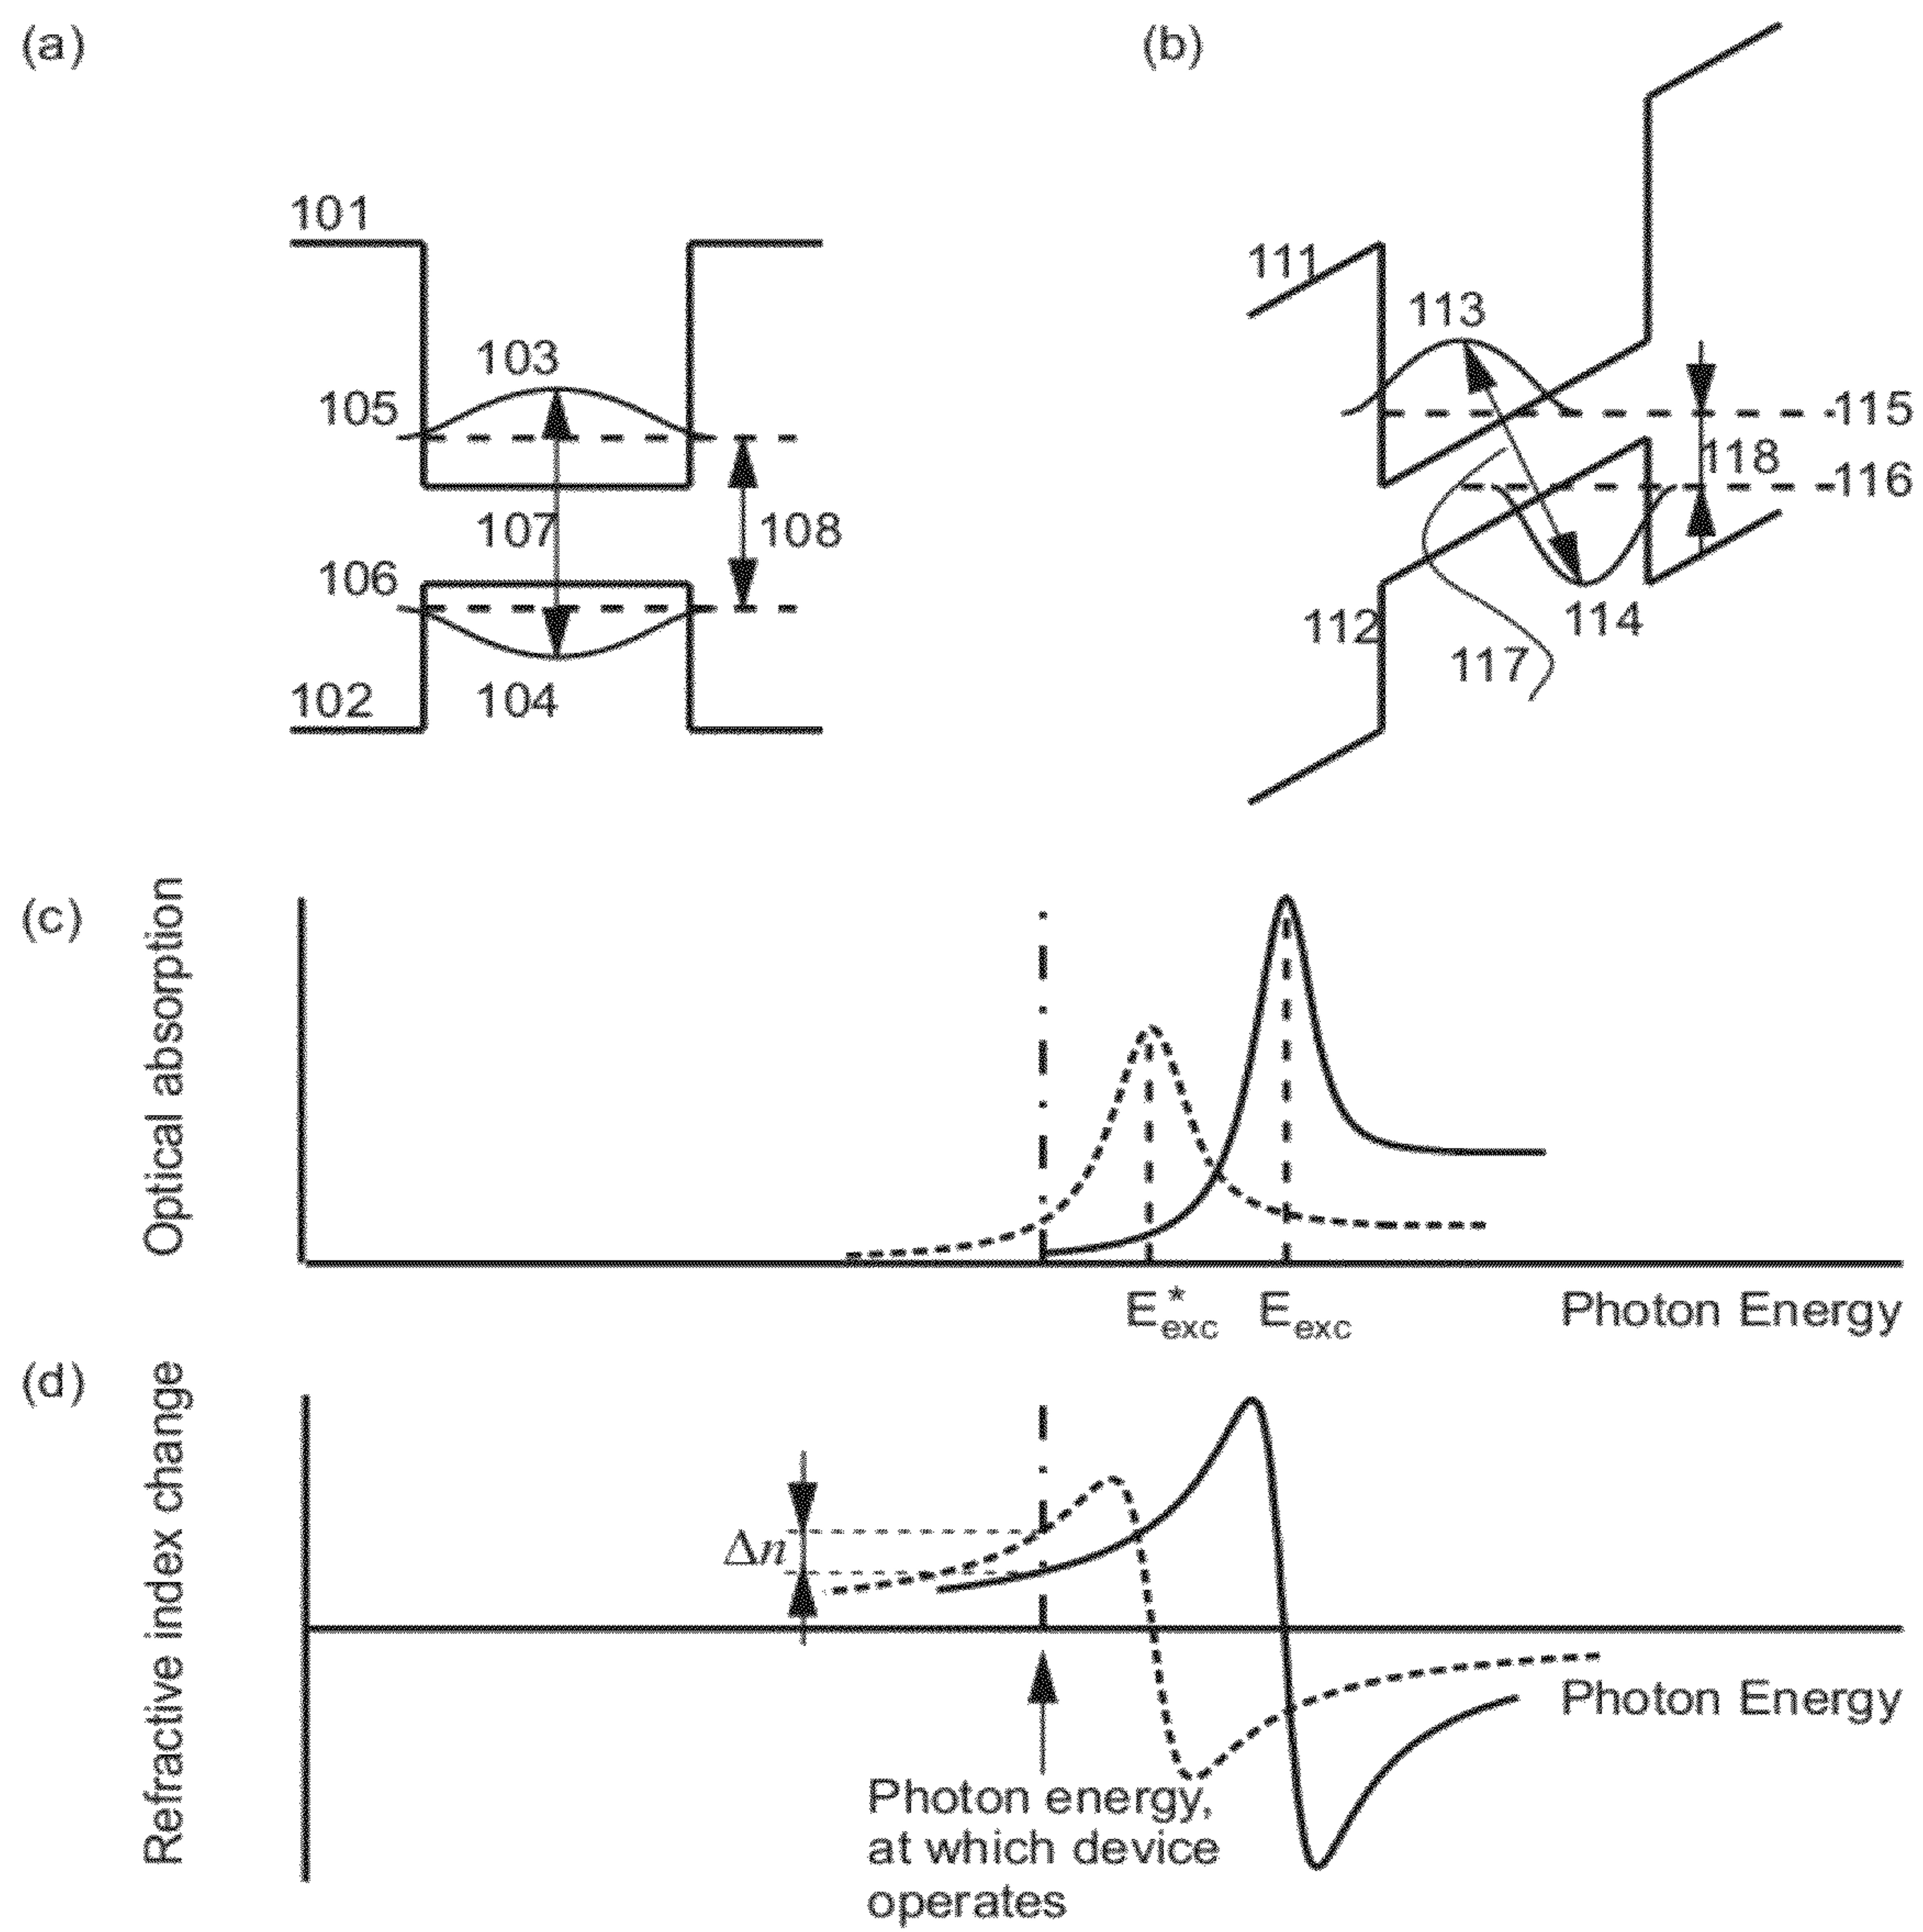 (a)
(b)
101
103
105
107
108
106
104
102
111
113
115
118
116
112
114
117
(c)
Optical absorption
E*exc
Eexc
Photon Energy
(d)
Refractive index change
Δn
Photon Energy
Photon energy,
at which device
operates